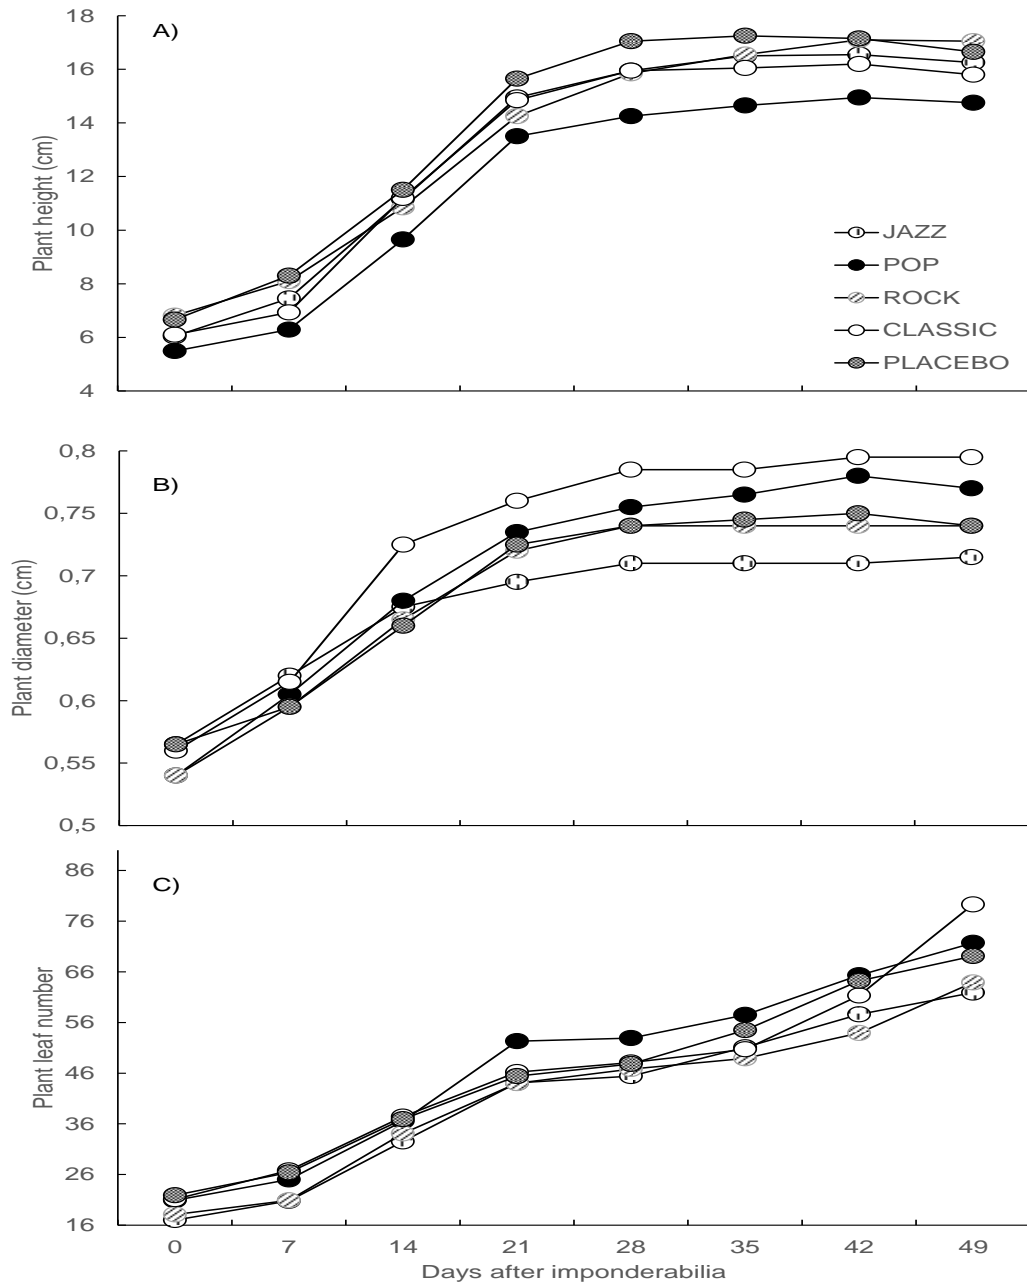 A)
18
16
14
12
10
8
6
4
Plant height (cm)
JAZZ
POP
ROCK
CLASSIC
PLACEBO
B)
0,8
0,75
0,7
0,65
0,6
0,55
0,5
Plant diameter (cm)
C)
86
76
66
56
46
36
26
16
Plant leaf number
0 7 14 21 28 35 42 49
Days after imponderabilia